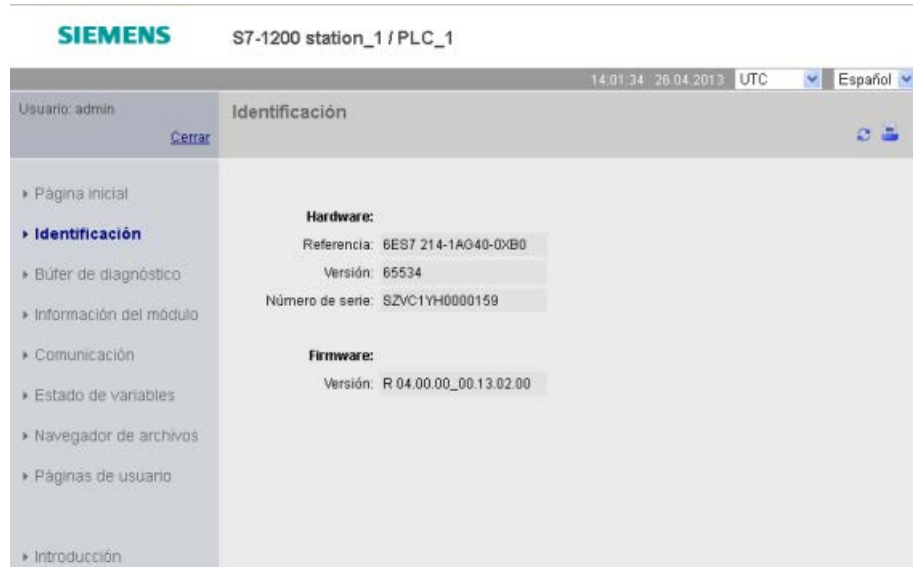 SIEMENS
S7-1200 station_1 / PLC_1
14:01:34 26.04.2013 UTC Español
Usuario: admin
Cerrar
Identificación
Página inicial
Identificación
Búfer de diagnóstico
Información del módulo
Comunicación
Estado de variables
Navegador de archivos
Páginas de usuario
Introducción
Hardware:
Referencia: 6ES7 214-1AG40-0XB0
Versión: 65534
Número de serie: SZVC1YH0000159
Firmware:
Versión: R 04.00.00_00.13.02.00